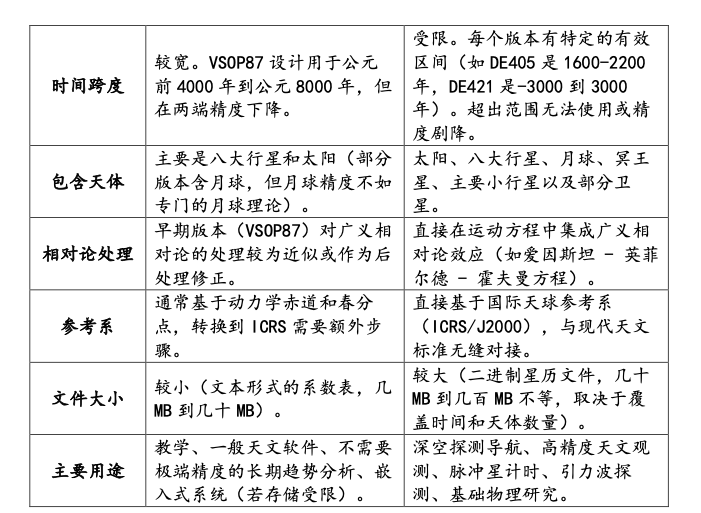 时间跨度
较宽。VSOP87 设计用于公元
前 4000 年到公元 8000 年，但
在两端精度下降。
受限。每个版本有特定的有效
区间（如 DE405 是 1600-2200
年，DE421 是-3000 到 3000
年）。超出范围无法使用或精
度剧降。
包含天体
主要是八大行星和太阳（部分
版本含月球，但月球精度不如
专门的月球理论）。
太阳、八大行星、月球、冥王
星、主要小行星以及部分卫
星。
相对论处理
早期版本（VSOP87）对广义相
对论的处理较为近似或作为后
处理修正。
直接在运动方程中集成广义相
对论效应（如爱因斯坦 - 英菲
尔德 - 霍夫曼方程）。
参考系
通常基于动力学赤道和春分
点，转换到 ICRS 需要额外步
骤。
直接基于国际天球参考系
（ICRS/J2000），与现代天文
标准无缝对接。
文件大小
较小（文本形式的系数表，几
MB 到几十 MB）。
较大（二进制星历文件，几十
MB 到几百 MB 不等，取决于覆
盖时间和天体数量）。
主要用途
教学、一般天文软件、不需要
极端精度的长期趋势分析、嵌
入式系统（若存储受限）。
深空探测导航、高精度天文观
测、脉冲星计时、引力波探
测、基础物理研究。